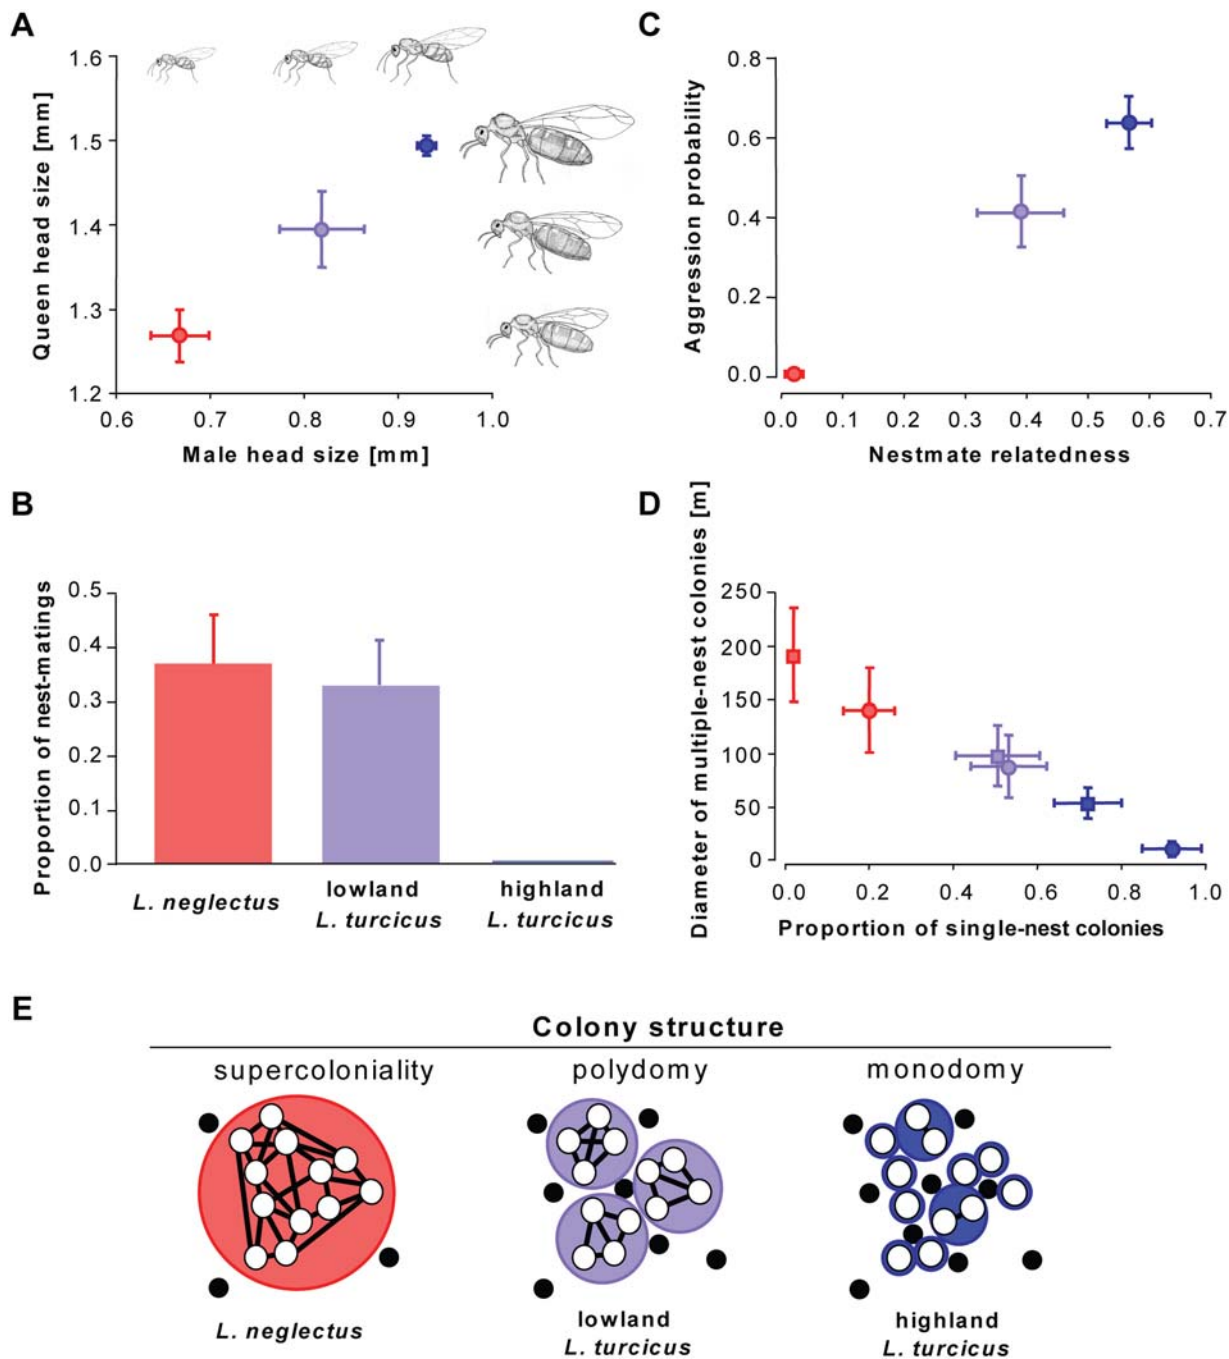 A
Queen head size [mm]
1.6
1.5
1.4
1.3
1.2
0.6 0.7 0.8 0.9 1.0
Male head size [mm]
C
Aggression probability
0.8
0.6
0.4
0.2
0.0
0.0 0.1 0.2 0.3 0.4 0.5 0.6 0.7
Nestmate relatedness
B
Proportion of nest-matings
0.5
0.4
0.3
0.2
0.1
0.0
L. neglectus
lowland
L. turcicus
highland
L. turcicus
D
Diameter of multiple-nest colonies [m]
250
200
150
100
50
0
0.0 0.2 0.4 0.6 0.8 1.0
Proportion of single-nest colonies
E
Colony structure
supercoloniality polydomy monodomy
L. neglectus
lowland
L. turcicus
highland
L. turcicus